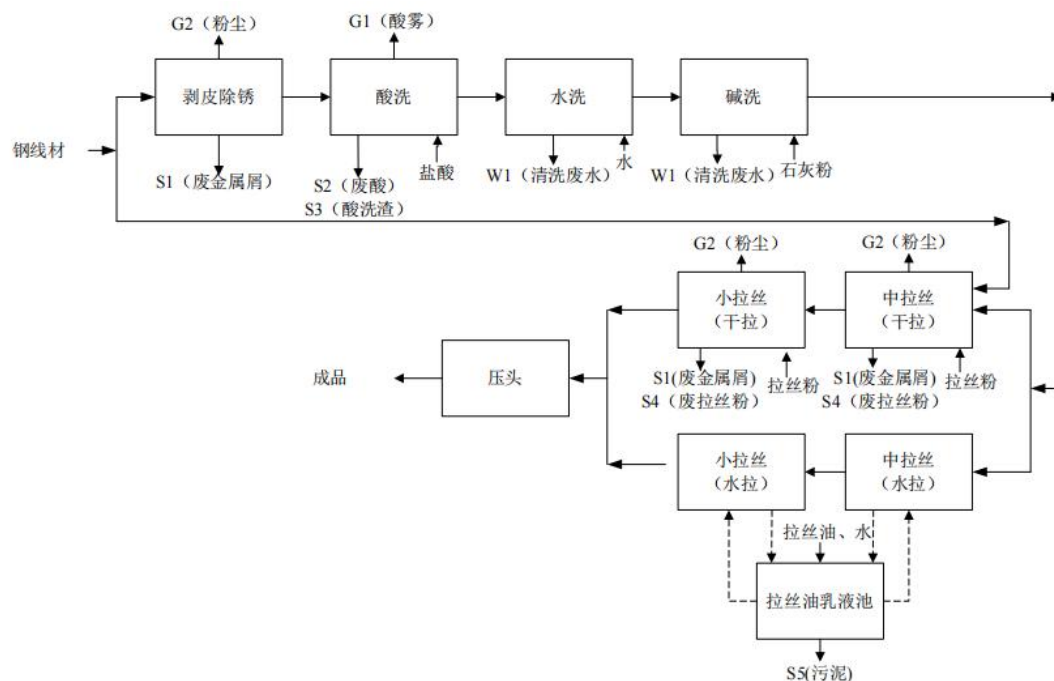 G2（粉尘）
G1（酸雾）
剥皮除锈
酸洗
水洗
碱洗
钢线材
S1（废金属屑）
S2（废酸）
S3（酸洗渣）
盐酸
W1（清洗废水）
水
W1（清洗废水）
石灰粉
G2（粉尘）
G2（粉尘）
小拉丝
（干拉）
中拉丝
（干拉）
成品
压头
S1(废金属屑)
S4（废拉丝粉）
拉丝粉
S1(废金属屑)
S4（废拉丝粉）
拉丝粉
小拉丝
（水拉）
中拉丝
（水拉）
拉丝油、水
拉丝油乳液池
S5(污泥)